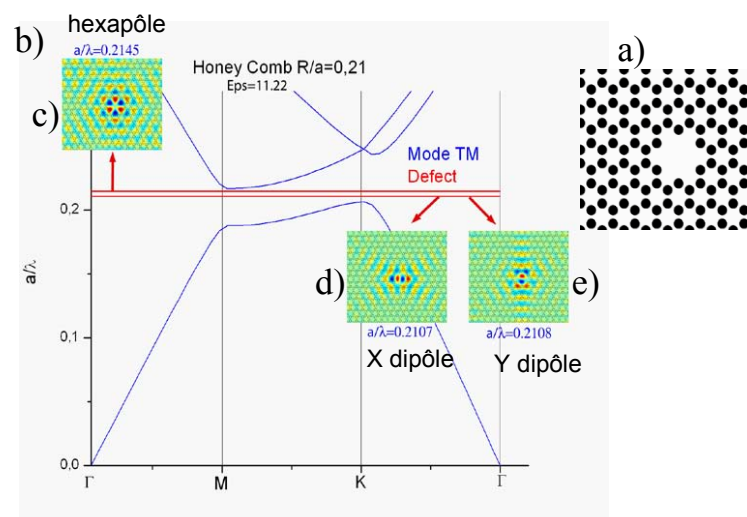 b)
hexapôle
a/λ=0.2145
a)
Honey Comb R/a=0,21
Eps=11.22
c)
Mode TM
Defect
0,2
a/λ
d)
e)
a/λ=0.2107
a/λ=0.2108
X dipôle
Y dipôle
0,1
0,0
Γ
M
K
Γ